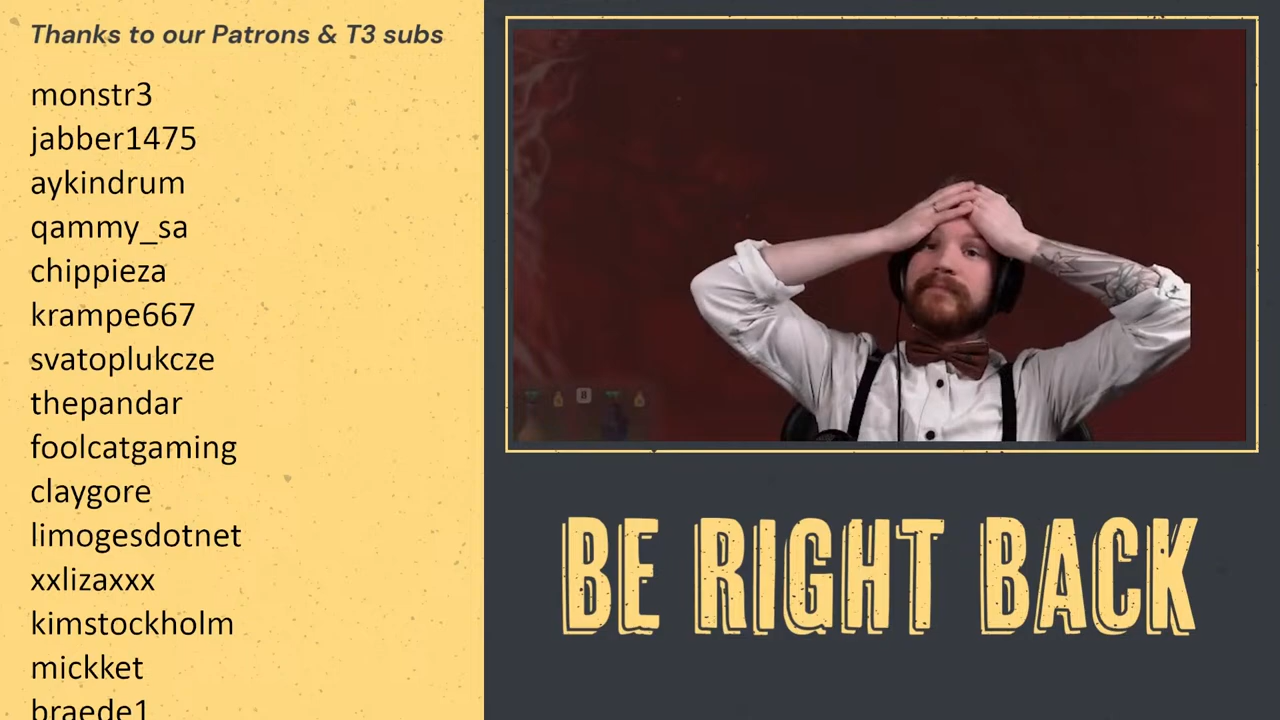 Thanks to our Patrons & T3 subs
monstr3
jabber1475
aykindrum
qammy_sa
chippieza
krampe667
svatoplukcze
thepandar
foolcatgaming
claygore
limogesdotnet
xxlizaxxx
kimstockholm
mickket
braede1
BE RIGHT BACK